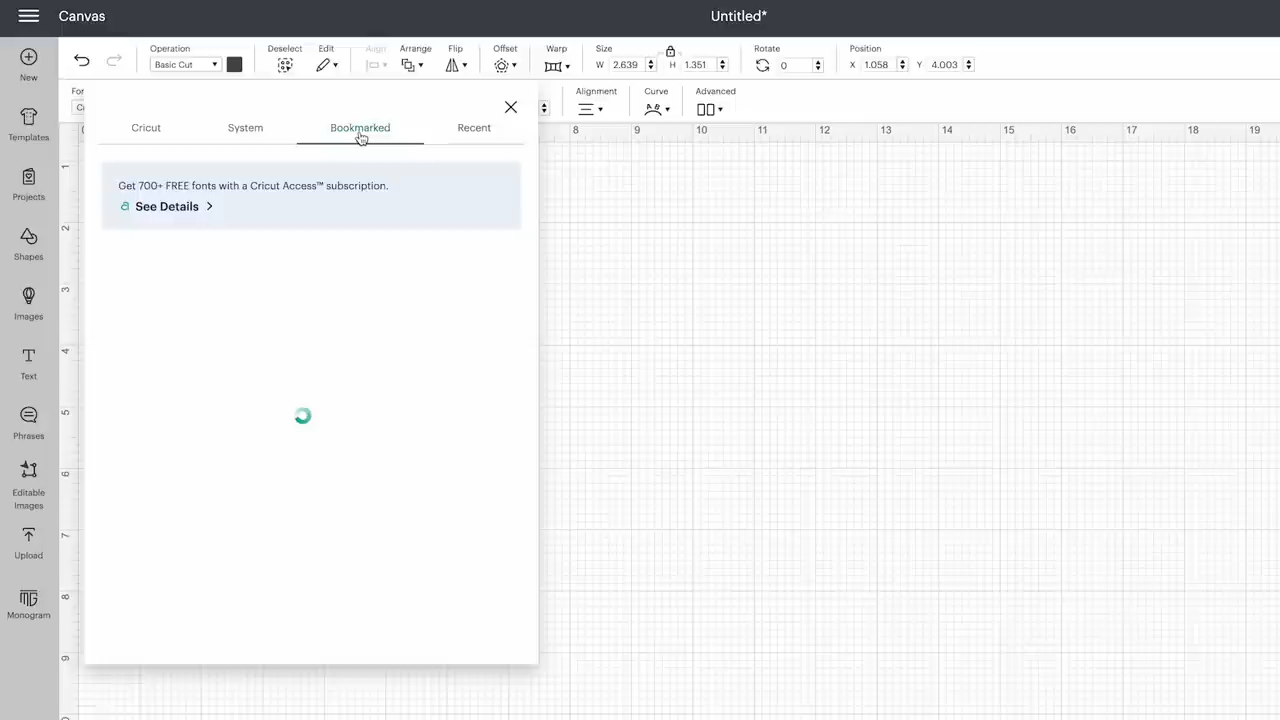 Canvas
Untitled*
New
Templates
Projects
Shapes
Images
Text
Phrases
Editable
Images
Upload
Monogram
Operation
Basic Cut
Deselect
Edit
Align
Arrange
Flip
Offset
Warp
Size
W 2.639
H 1.351
Rotate
0
Position
X 1.058
Y 4.003
Alignment
Curve
Advanced
Cricut
System
Bookmarked
Recent
Get 700+ FREE fonts with a Cricut Access™ subscription.
See Details
8 9 10 11 12 13 14 15 16 17 18 19
1
2
3
4
5
6
7
8
9